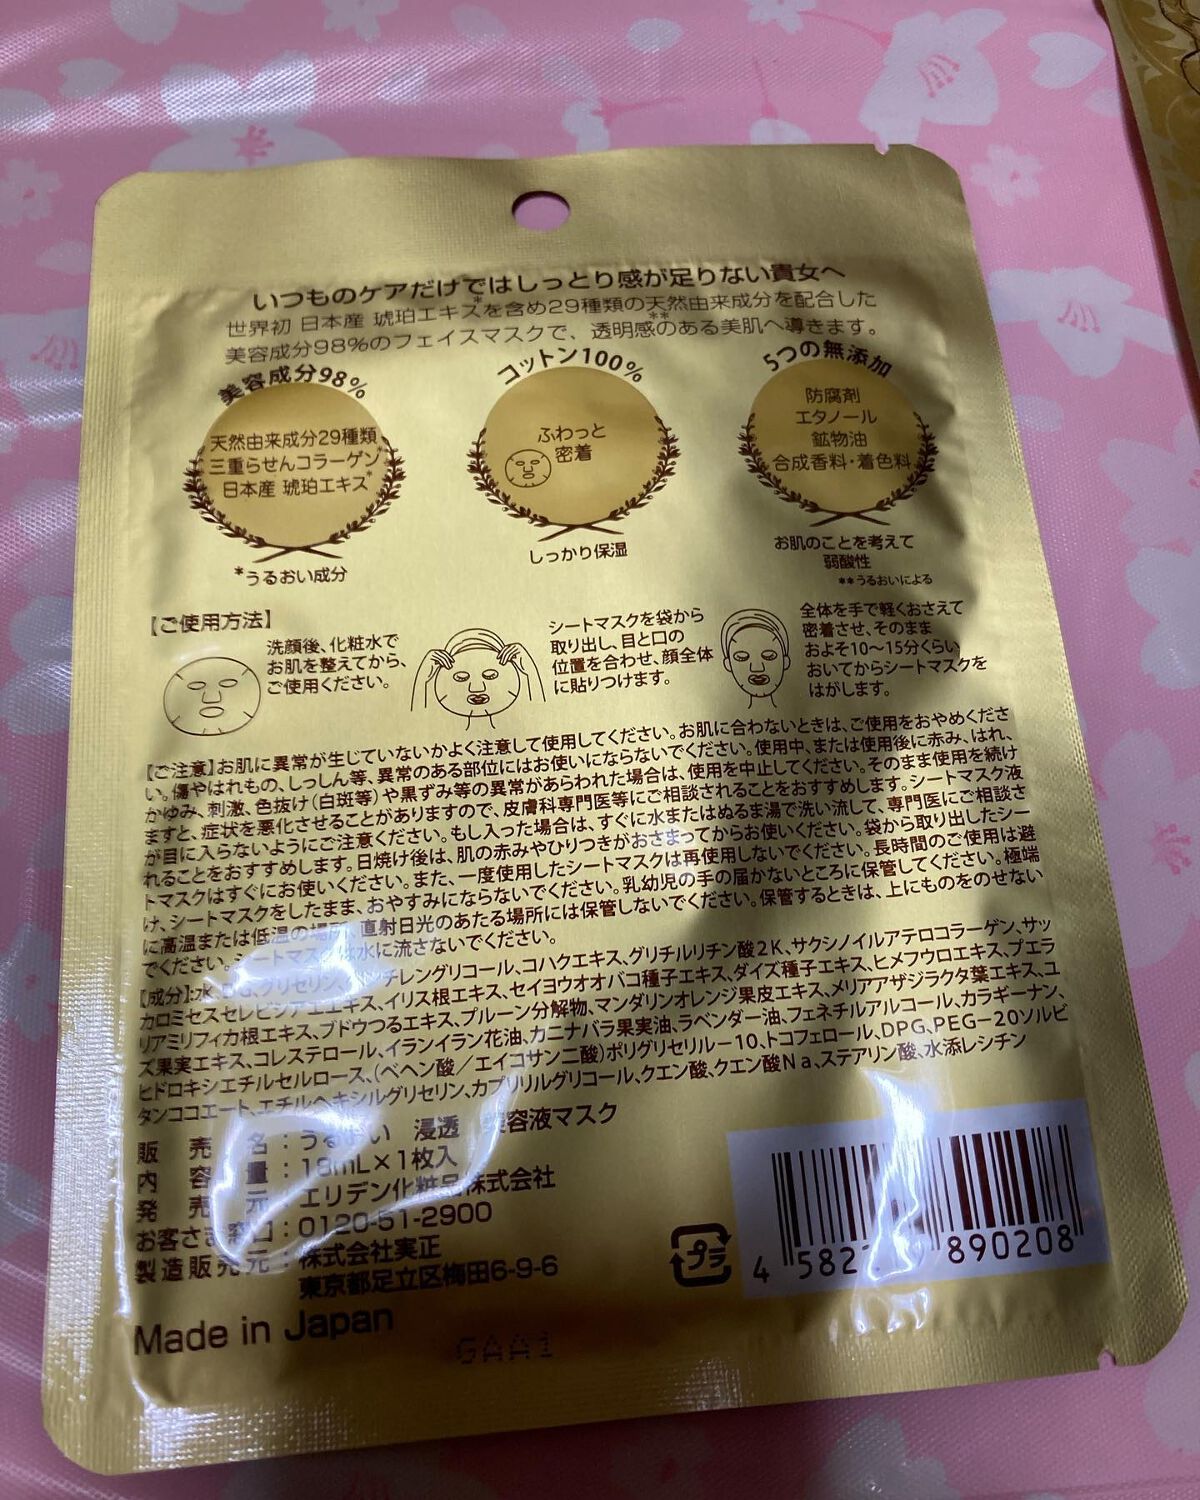 いつものケアだけではしっとり感が足りない貴女へ
世界初 日本産 琥珀エキス*を含め29種類の天然由来成分を配合した
美容成分98%のフェイスマスクで、透明感**のある美肌へ導きます。
美容成分98%
天然由来成分29種類
三重らせんコラーゲン*
日本産 琥珀エキス*
*うるおい成分
コットン100%
ふわっと
密着
しっかり保湿
5つの無添加
防腐剤
エタノール
鉱物油
合成香料・着色料
お肌のことを考えて
弱酸性
**うるおいによる
【ご使用方法】
洗顔後、化粧水で
お肌を整えてから、
ご使用ください。
シートマスクを袋から
取り出し、目と口の
位置を合わせ、顔全体
に貼りつけます。
全体を手で軽くおさえて
密着させ、そのまま
およそ10〜15分くらい
おいてからシートマスクを
はがします。
【ご注意】お肌に異常が生じていないかよく注意して使用してください。お肌に合わないときは、ご使用をおやめくださ
い。傷やはれもの、しっしん等、異常のある部位にはお使いにならないでください。使用中、または使用後に赤み、はれ、
かゆみ、刺激、色抜け（白斑等）や黒ずみ等の異常があらわれた場合は、使用を中止してください。そのまま使用を続け
ますと、症状を悪化させることがありますので、皮膚科専門医等にご相談されることをおすすめします。シートマスク液
が目に入らないようにご注意ください。もし入った場合は、すぐに水またはぬるま湯で洗い流して、専門医にご相談さ
れることをおすすめします。日焼け後は、肌の赤みやひりつきがおさまってからお使いください。袋から取り出したシー
トマスクはすぐにお使いください。また、一度使用したシートマスクは再使用しないでください。長時間のご使用は避
け、シートマスクをしたまま、おやすみにならないでください。乳幼児の手の届かないところに保管してください。極端
に高温または低温の場所、直射日光のあたる場所には保管しないでください。保管するときは、上にものをのせない
でください。シートマスクは水に流さないでください。
【成分】:水、グリセリン、チレングリコール、コハクエキス、グリチルリチン酸2K、サクシノイルアテロコラーゲン、サッ
カロミセスセレビシアエエキス、イリス根エキス、セイヨウオオバコ種子エキス、ダイズ種子エキス、ヒメフウロエキス、プエラ
リアミリフィカ根エキス、ブドウつるエキス、プルーン分解物、マンダリンオレンジ果皮エキス、メリアアザジラクタ葉エキス、ユ
ズ果実エキス、コレステロール、イランイラン花油、カニナバラ果実油、ラベンダー油、フェネチルアルコール、カラギーナン、
ヒドロキシエチルセルロース、（ベヘン酸／エイコサン二酸）ポリグリセリル－10、トコフェロール、DPG、PEG－20ソルビ
タンココエート、エチルヘキシルグリセリン、カプリリルグリコール、クエン酸、クエン酸Na、ステアリン酸、水添レシチン
販売名：うるおい 浸透 美容液マスク
内容量：18mL×1枚入
発売元：エリデン化粧品株式会社
お客さま窓口：0120-51-2900
製造販売元：株式会社実正
東京都足立区梅田6-9-6
プラ
4 582 890208
Made in Japan
GAA1